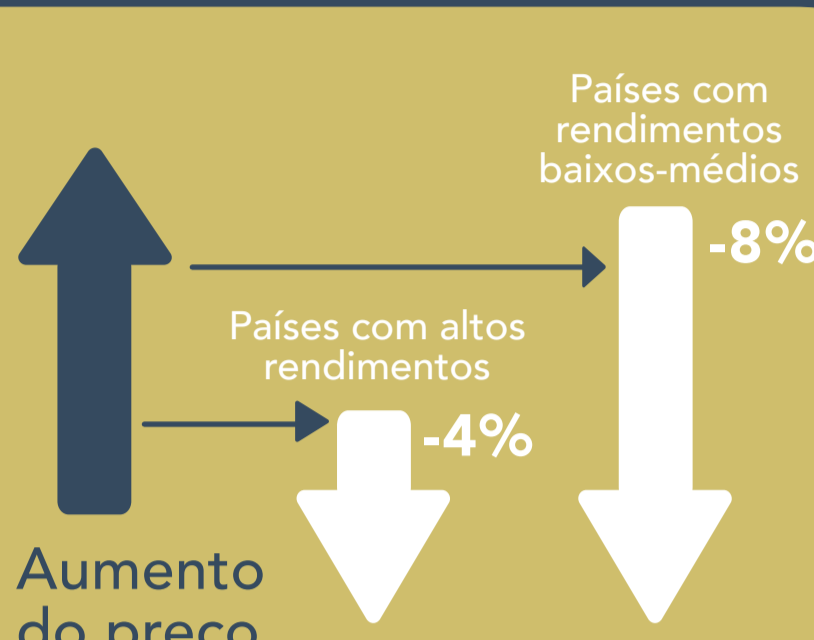 Países com
rendimentos
baixos-médios
-8%
Países com altos
rendimentos
-4%
Aumento
do preço